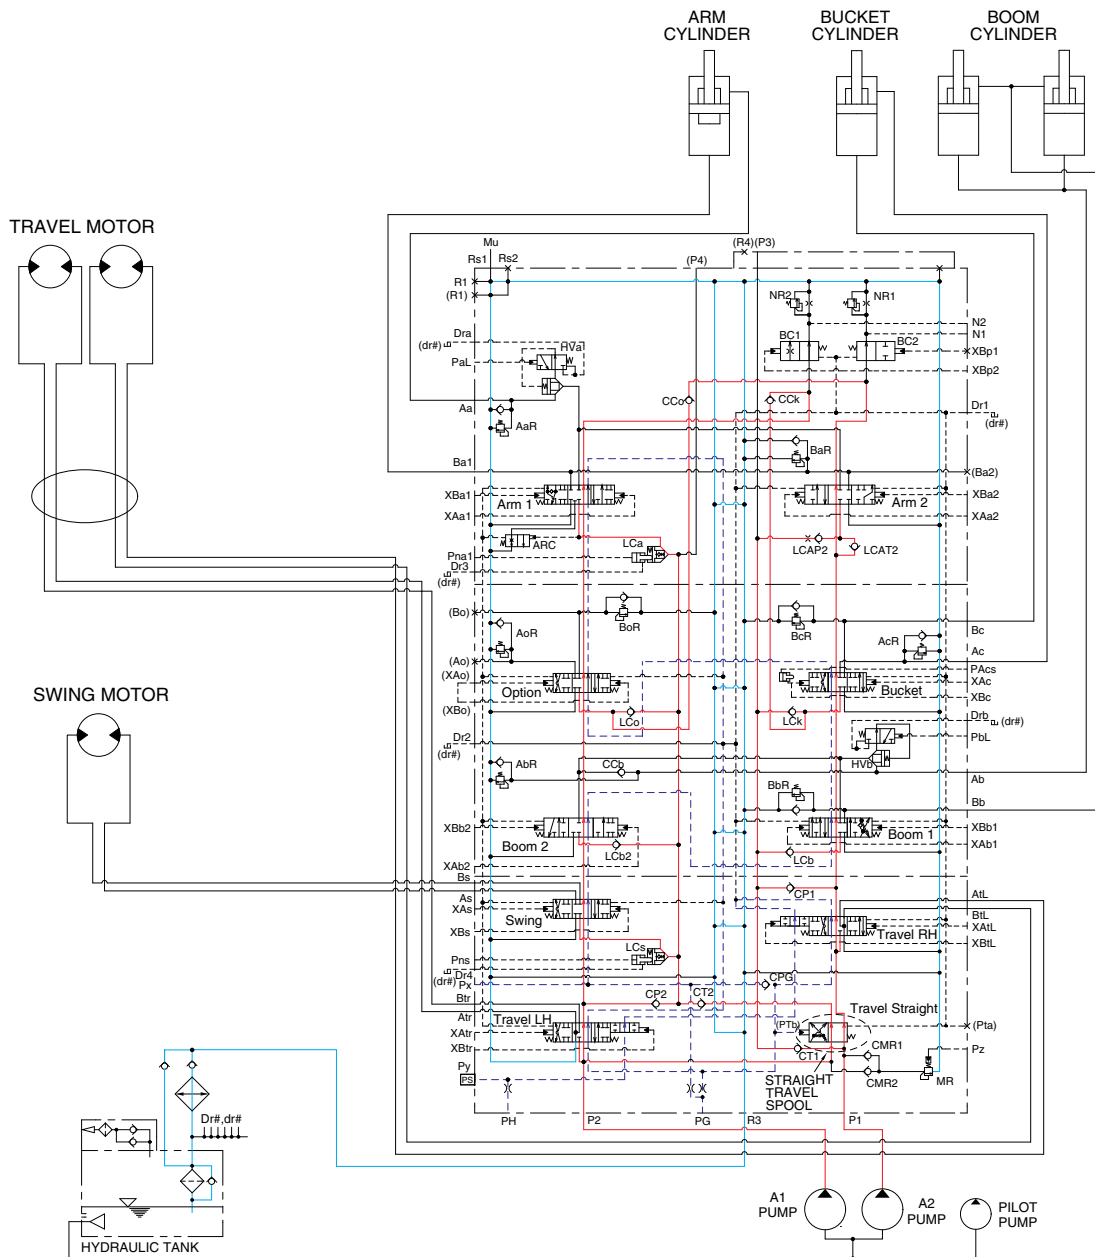 ARM
CYLINDER
BUCKET
CYLINDER
BOOM
CYLINDER
TRAVEL MOTOR
SWING MOTOR
Mu
Rs1
Rs2
(R4)(P3)
(P4)
R1
(R1)
NR2
NR1
N2
N1
Dra
(dr#)
HVa
BC1
BC2
XBp1
PaL
XBp2
CCo
CCk
Dr1
(dr#)
Aa
AaR
BaR
Ba1
(Ba2)
XBa1
Arm 1
Arm 2
XBa2
XAa1
XAa2
ARC
LCa
LCAP2
LCAT2
Pna1
Dr3
(dr#)
(Bo)
BoR
BcR
Bc
AoR
AcR
Ac
(Ao)
PAcs
(XAo)
Option
Bucket
XAc
XBc
(XBo)
LCo
LCk
Drb
(dr#)
Dr2
(dr#)
PbL
HVb
AbR
CCb
Ab
BbR
Bb
XBb2
Boom 2
Boom 1
XBb1
XAb1
LCb2
LCb
XAb2
Bs
CP1
AtL
As
XAs
Swing
BtL
XAtL
Travel RH
XBs
XBtL
LCs
Pns
(dr#)
Dr4
Px
CPG
Btr
CP2
CT2
Travel Straight
Atr
Travel LH
(PTb)
(Pta)
XAtr
XBtr
CMR1
Pz
CT1
Py
PS
STRAIGHT
TRAVEL
SPOOL
CMR2
MR
PH
P2
PG
R3
P1
Dr#,dr#
HYDRAULIC TANK
A1
PUMP
A2
PUMP
PILOT
PUMP